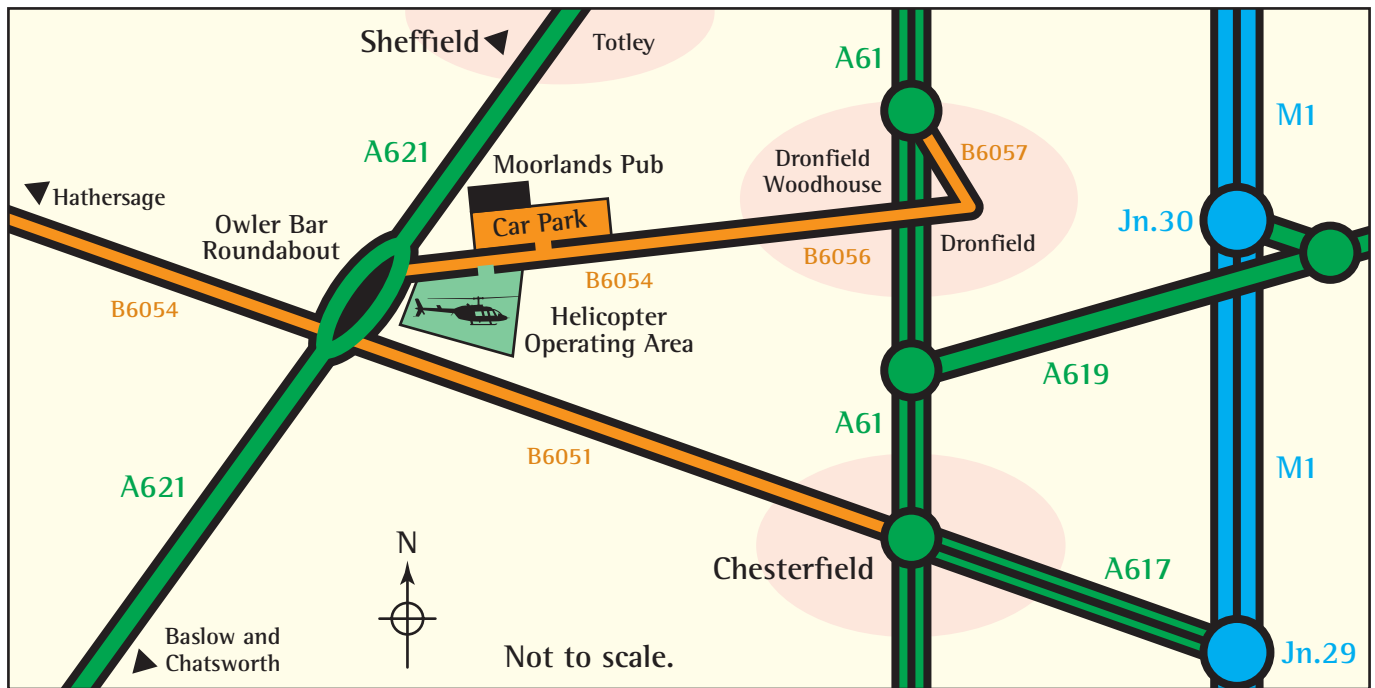 Sheffield
Totley
A61
M1
A621
Moorlands Pub
Dronfield
Woodhouse
B6057
Hathersage
Owler Bar
Roundabout
Car Park
Jn.30
Dronfield
B6056
B6054
B6054
Helicopter
Operating Area
A619
A61
B6051
M1
A621
N
Chesterfield
A617
Baslow and
Chatsworth
Not to scale.
Jn.29